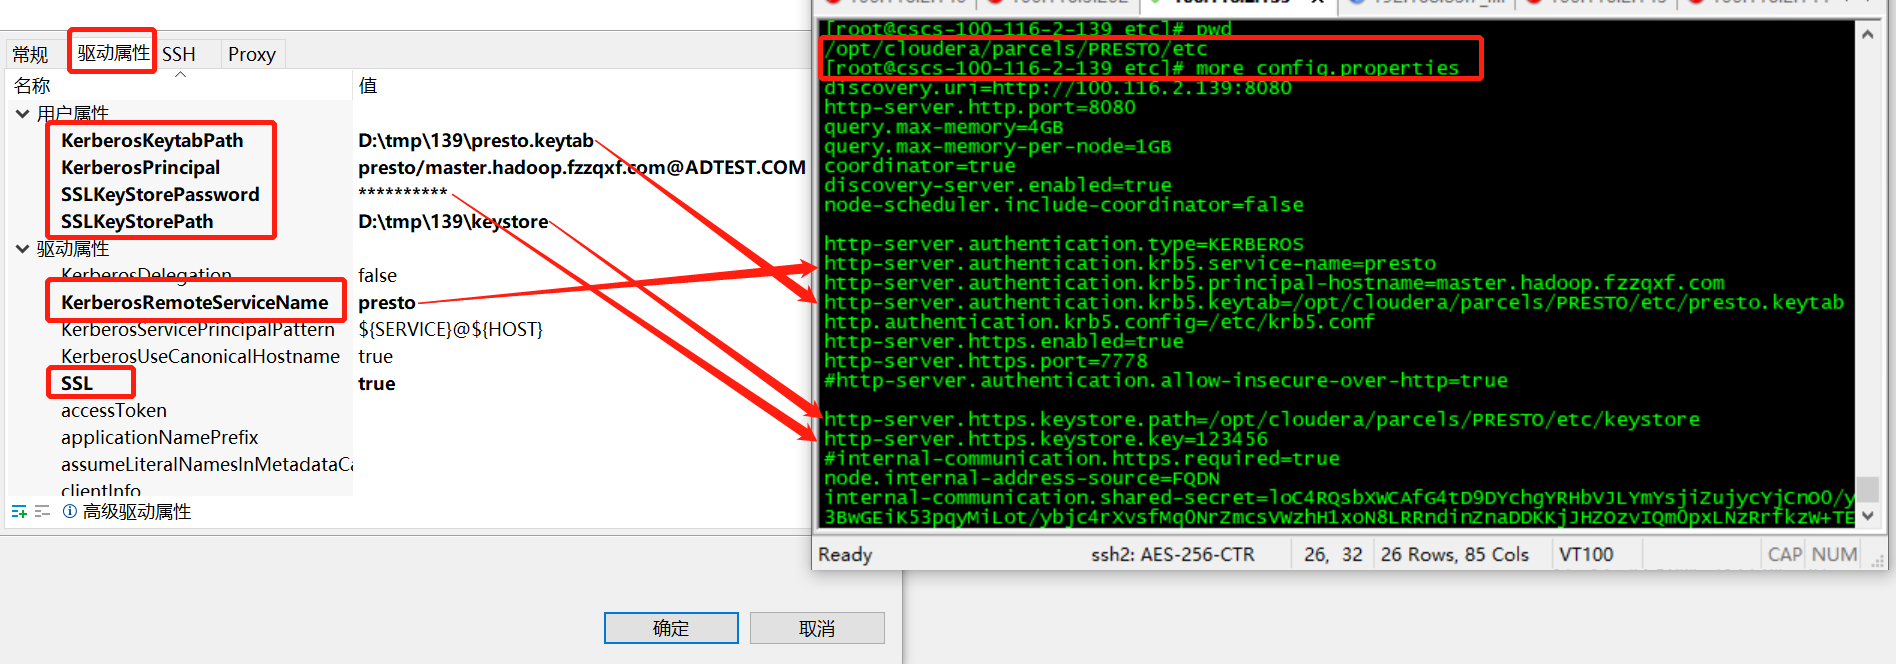 常规
驱动属性
SSH
Proxy
名称
值
用户属性
KerberosKeytabPath
D:\tmp\139\presto.keytab
KerberosPrincipal
presto/master.hadoop.fzzqxf.com@ADTEST.COM
SSLKeyStorePassword
**********
SSLKeyStorePath
D:\tmp\139\keystore
驱动属性
KerberosDelegation
false
KerberosRemoteServiceName
presto
KerberosServicePrincipalPattern
${SERVICE}@${HOST}
KerberosUseCanonicalHostname
true
SSL
true
accessToken
applicationNamePrefix
assumeLiteralNamesInMetadataCa
clientInfo
高级驱动属性
确定
取消
[root@cscs-100-116-2-139 etc]# pwd
/opt/cloudera/parcels/PRESTO/etc
[root@cscs-100-116-2-139 etc]# more config.properties
discovery.uri=http://100.116.2.139:8080
http-server.http.port=8080
query.max-memory=4GB
query.max-memory-per-node=1GB
coordinator=true
discovery-server.enabled=true
node-scheduler.include-coordinator=false
http-server.authentication.type=KERBEROS
http-server.authentication.krb5.service-name=presto
http-server.authentication.krb5.principal-hostname=master.hadoop.fzzqxf.com
http-server.authentication.krb5.keytab=/opt/cloudera/parcels/PRESTO/etc/presto.keytab
http.authentication.krb5.config=/etc/krb5.conf
http-server.https.enabled=true
http-server.https.port=7778
#http-server.authentication.allow-insecure-over-http=true
http-server.https.keystore.path=/opt/cloudera/parcels/PRESTO/etc/keystore
http-server.https.keystore.key=123456
#internal-communication.https.required=true
node.internal-address-source=FQDN
internal-communication.shared-secret=loC4RQsbXWCAfG4tD9DYchgYRHbVJLYmYsjiZujycYjCnO0/y
3BwGEiK53pqyMiLot/ybjc4rXvsfMq0NrZmcsVWzhH1xoN8LRRndinZnaDDKKjJHZOzvIQmOpxLNzRrfkzW+TE
Ready
ssh2: AES-256-CTR
26, 32
26 Rows, 85 Cols
VT100
CAP NUM